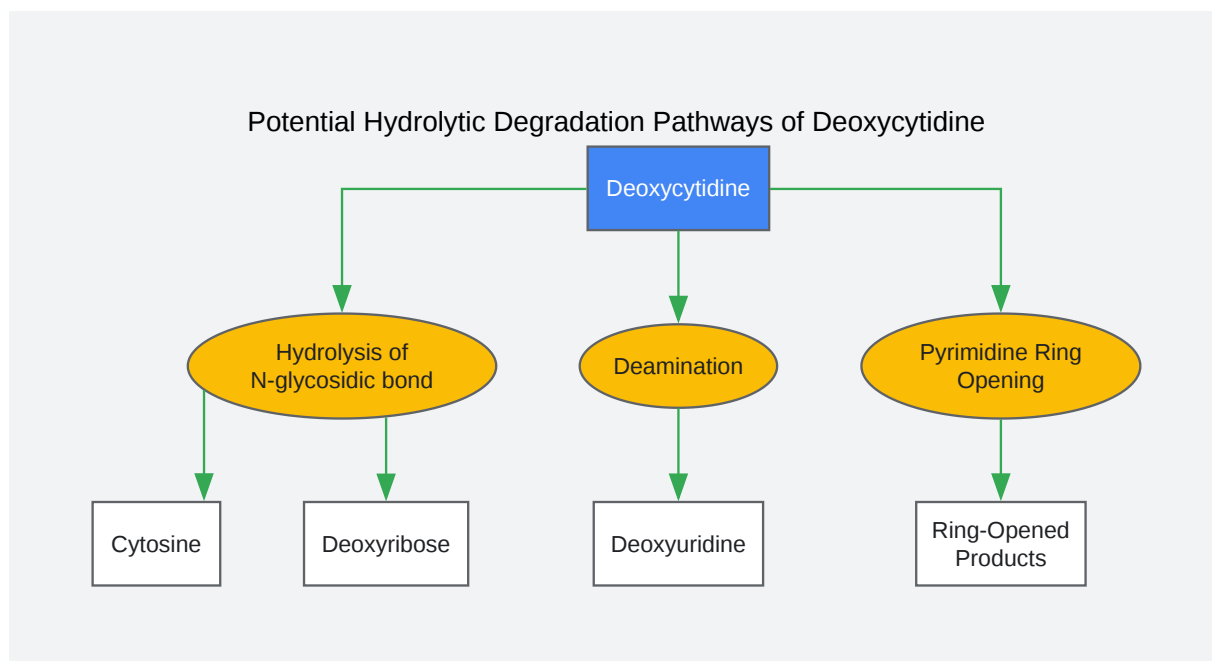 Potential Hydrolytic Degradation Pathways of Deoxycytidine
Deoxycytidine
Hydrolysis of
N-glycosidic bond
Deamination
Pyrimidine Ring
Opening
Cytosine
Deoxyribose
Deoxyuridine
Ring-Opened
Products